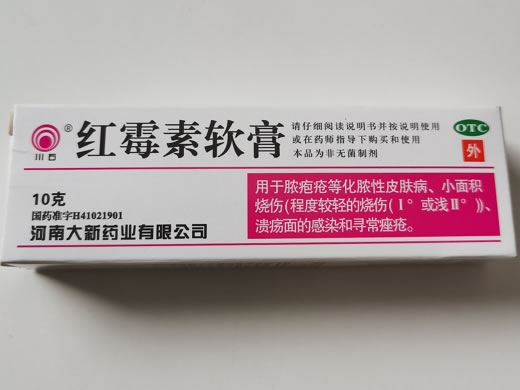 川石
®
红霉素软膏
请仔细阅读说明书并按说明使用
或在药师指导下购买和使用
本品为非无菌制剂
OTC
外
10克
国药准字H41021901
河南大新药业有限公司
用于脓疱疮等化脓性皮肤病、小面积
烧伤(程度较轻的烧伤(Ⅰ°或浅Ⅱ°))、
溃疡面的感染和寻常痤疮。